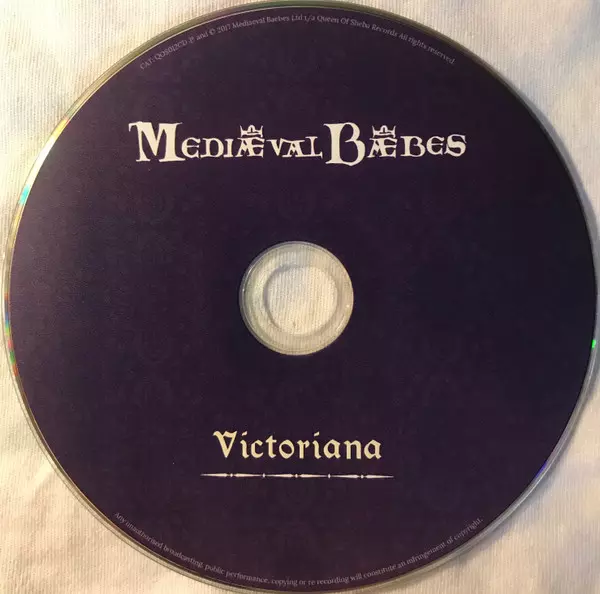 CAT: QOS012CD ℗ and © 2017 Mediaeval Baebes Ltd t/a Queen Of Sheba Records All rights reserved.
MEDIÆVAL BÆBES
Victoriana
Any unauthorised broadcasting, public performance, copying or re recording will constitute an infringement of copyright.